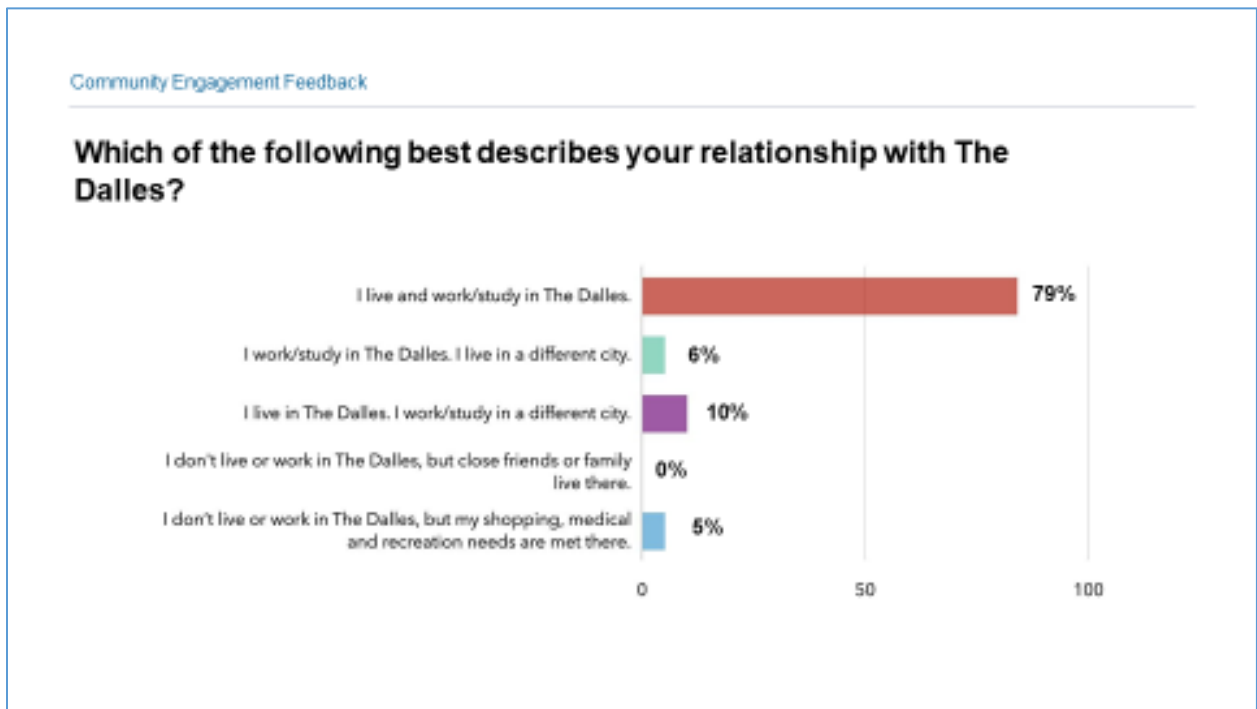 Community Engagement Feedback
Which of the following best describes your relationship with The
Dalles?
I live and work/study in The Dalles.
79%
I work/study in The Dalles. I live in a different city.
6%
I live in The Dalles. I work/study in a different city.
10%
I don't live or work in The Dalles, but close friends or family
live there.
0%
I don't live or work in The Dalles, but my shopping, medical
and recreation needs are met there.
5%
0
50
100